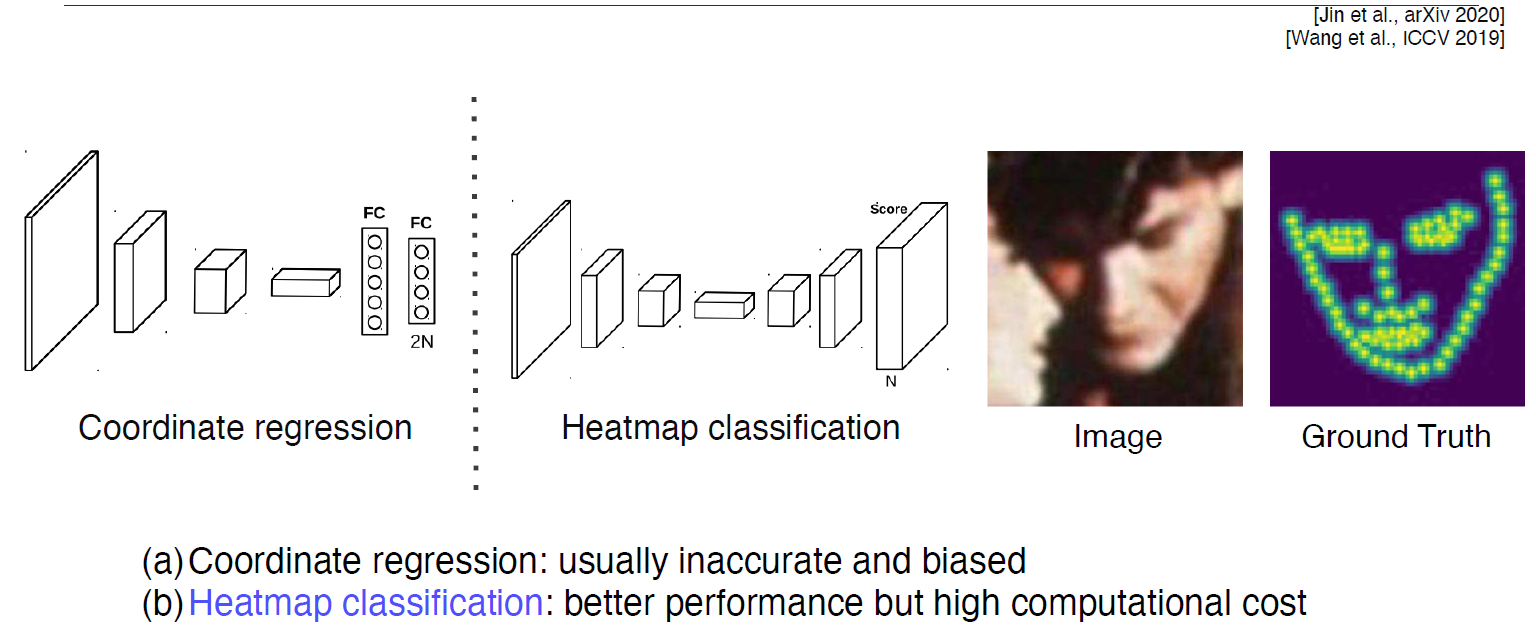 [Jin et al., arXiv 2020]
[Wang et al., ICCV 2019]
FC
FC
2N
Score
N
Coordinate regression
Heatmap classification
Image
Ground Truth
(a) Coordinate regression: usually inaccurate and biased
(b) Heatmap classification: better performance but high computational cost